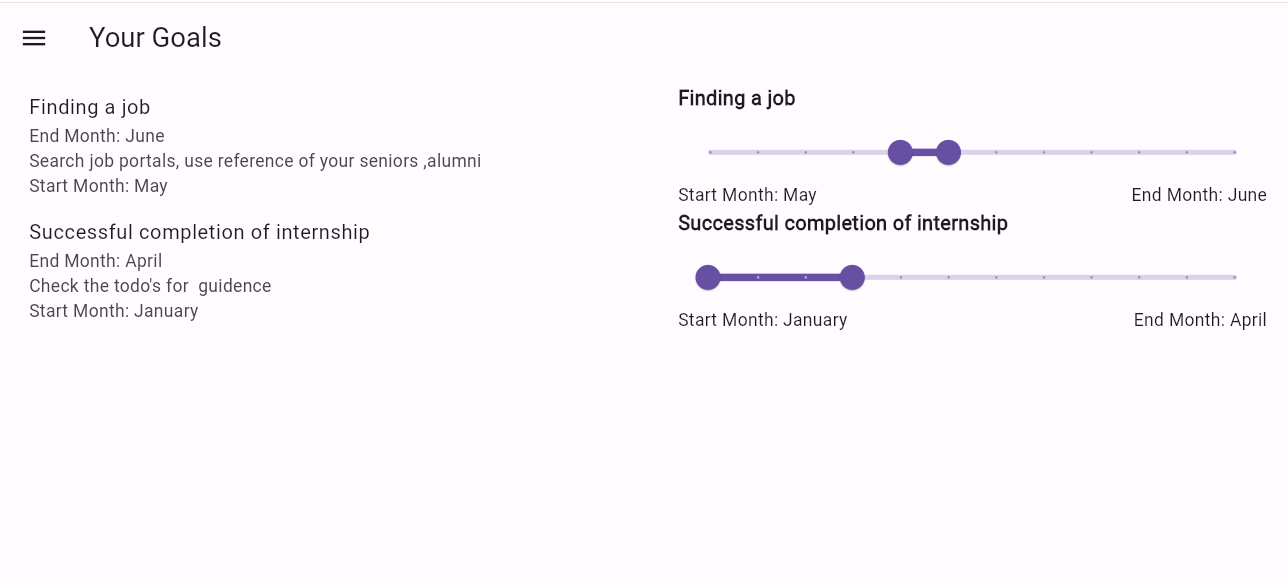 Your Goals
Finding a job
End Month: June
Search job portals, use reference of your seniors ,alumni
Start Month: May
Successful completion of internship
End Month: April
Check the todo's for  guidence
Start Month: January
Finding a job
Start Month: May
End Month: June
Successful completion of internship
Start Month: January
End Month: April